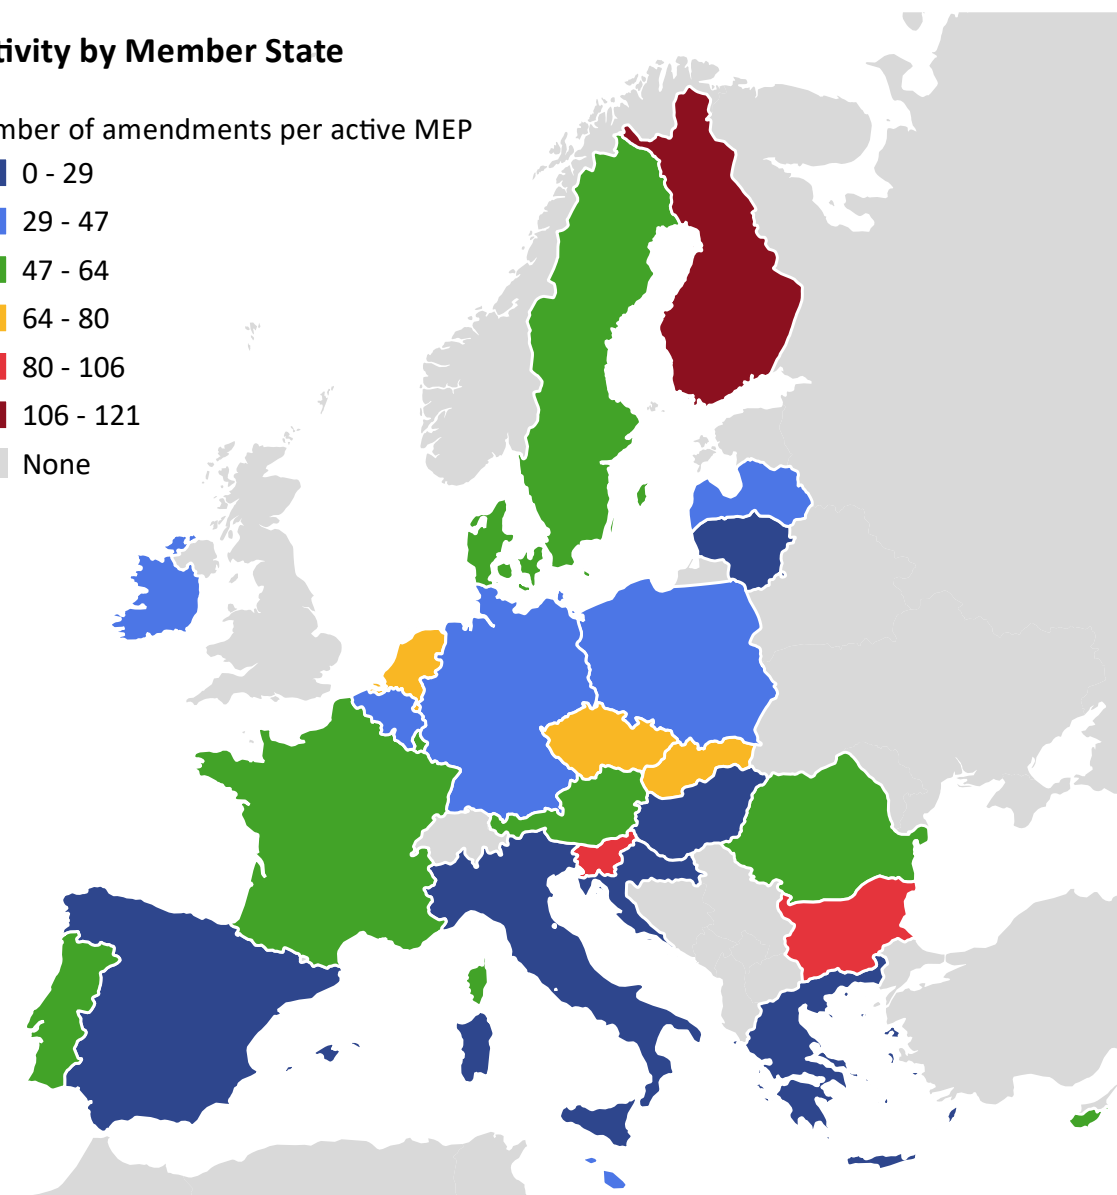 tivity by Member State
mber of amendments per active MEP
0 - 29
29 - 47
47 - 64
64 - 80
80 - 106
106 - 121
None